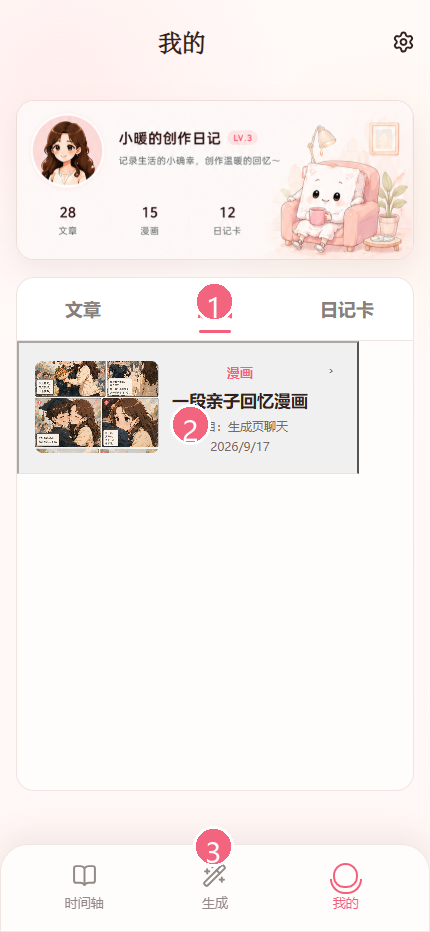 我的
小暖的创作日记 LV.3
记录生活的小确幸，创作温暖的回忆～
28 15 12
文章 漫画 日记卡
文章 1 日记卡
漫画 ›
一段亲子回忆漫画
2 ：生成页聊天
2026/9/17
3
时间轴 生成 我的